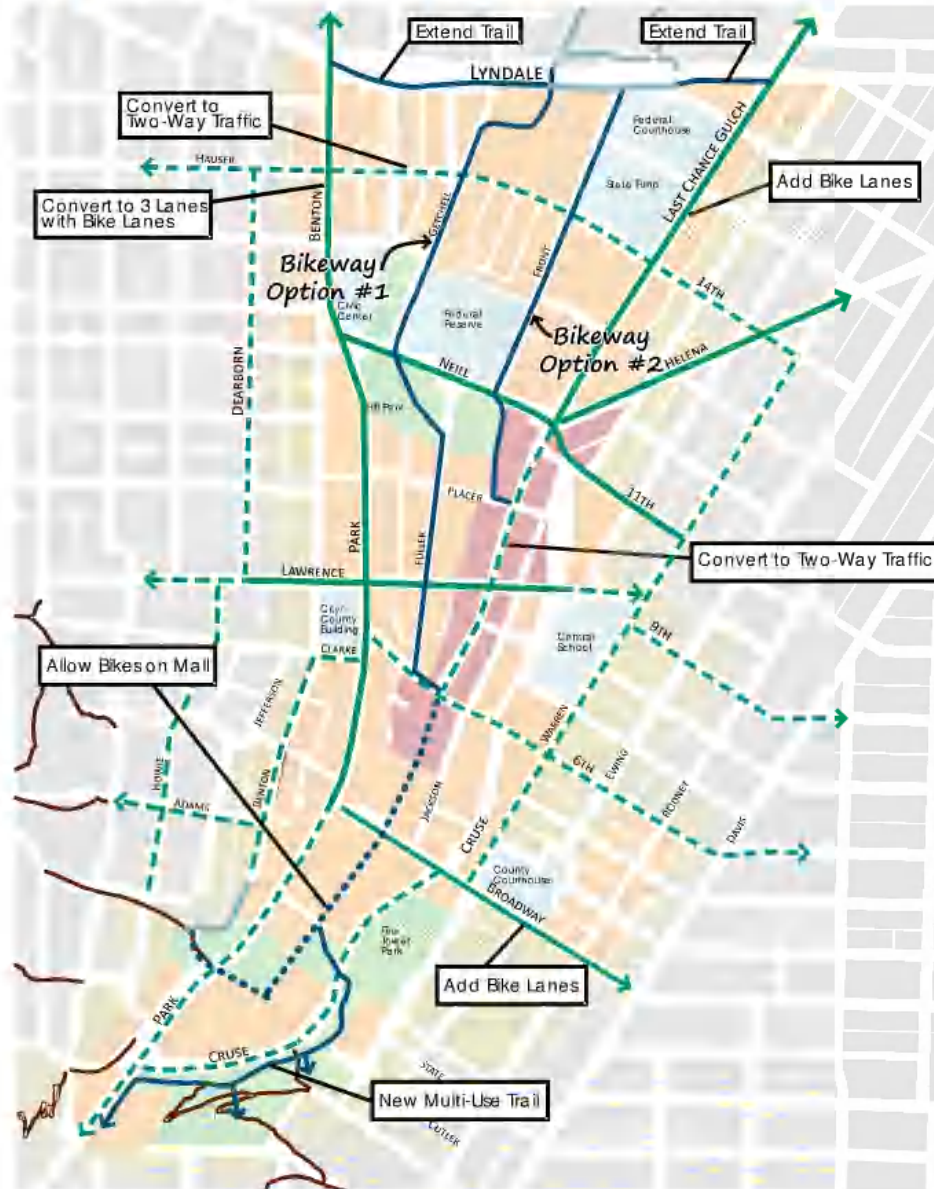 Extend Trail
Extend Trail
LYNDALE
Convert to
Two-Way Traffic
Federal
Courthouse
HAUSER
LAST CHANCE GULCH
Add Bike Lanes
State Fund
Convert to 3 Lanes
with Bike Lanes
BENTON
GETCHELL
FRONT
Bikeway
Option #1
14TH
Civic
Center
Federal
Reserve
Bikeway
Option #2
HELENA
NEILL
DEARBORN
Hill Park
PLACER
11TH
PARK
FULLER
Convert to Two-Way Traffic
LAWRENCE
City/
County
Building
Central
School
9TH
CLARKE
Allow Bikes on Mall
JEFFERSON
WARREN
6TH
EWING
HOWIE
BENTON
ADAMS
JACKSON
RODNEY
CRUSE
DAVIS
County
Courthouse
BROADWAY
Fire
Tower
Park
Add Bike Lanes
PARK
CRUSE
STATE
New Multi-Use Trail
CUTLER